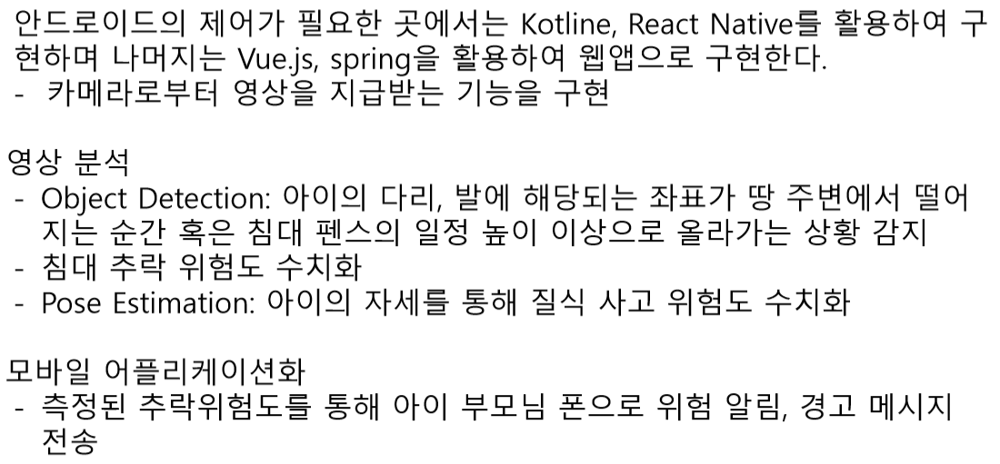 안드로이드의 제어가 필요한 곳에서는 Kotline, React Native를 활용하여 구
현하며 나머지는 Vue.js, spring을 활용하여 웹앱으로 구현한다.
- 카메라로부터 영상을 지급받는 기능을 구현
영상 분석
- Object Detection: 아이의 다리, 발에 해당되는 좌표가 땅 주변에서 떨어
지는 순간 혹은 침대 펜스의 일정 높이 이상으로 올라가는 상황 감지
- 침대 추락 위험도 수치화
- Pose Estimation: 아이의 자세를 통해 질식 사고 위험도 수치화
모바일 어플리케이션화
- 측정된 추락위험도를 통해 아이 부모님 폰으로 위험 알림, 경고 메시지
전송